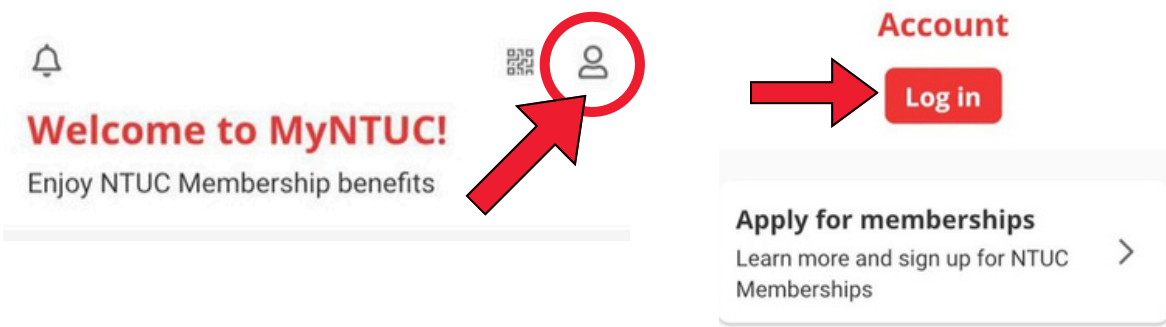 Welcome to MyNTUC!
Enjoy NTUC Membership benefits
Account
Log in
Apply for memberships
Learn more and sign up for NTUC
Memberships